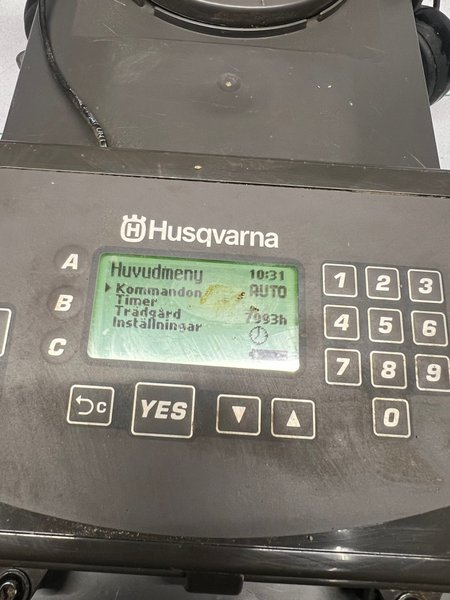 Husqvarna
A
B
C
Huvudmeny 10:31
Kommandon AUTO
Timer
Trädgård 7083h
Inställningar
1 2 3
4 5 6
7 8 9
0
C YES